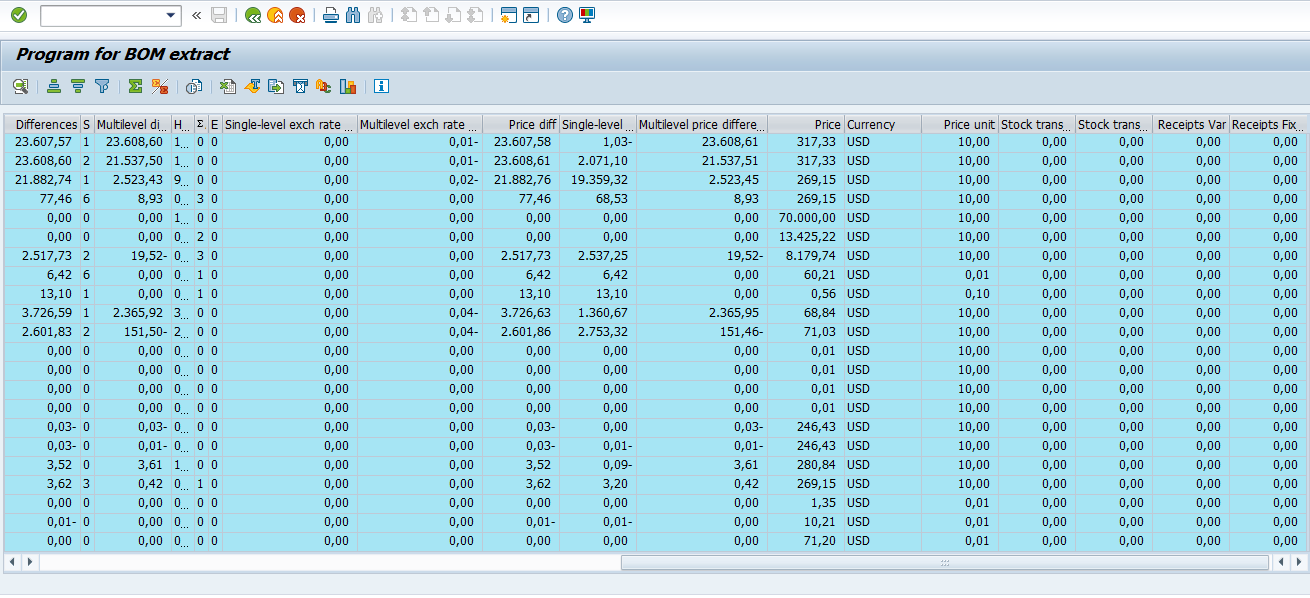 Program for BOM extract
Differences S Multilevel di... H... Σ. E Single-level exch rate ... Multilevel exch rate ... Price diff Single-level ... Multilevel price differe... Price Currency Price unit Stock trans... Stock trans... Receipts Var Receipts Fix...
23.607,57 1 23.608,60 1... 0 0 0,00 0,01- 23.607,58 1,03- 23.608,61 317,33 USD 10,00 0,00 0,00 0,00 0,00
23.608,60 2 21.537,50 1... 0 0 0,00 0,01- 23.608,61 2.071,10 21.537,51 317,33 USD 10,00 0,00 0,00 0,00 0,00
21.882,74 1 2.523,43 9... 0 0 0,00 0,02- 21.882,76 19.359,32 2.523,45 269,15 USD 10,00 0,00 0,00 0,00 0,00
77,46 6 8,93 0... 3 0 0,00 0,00 77,46 68,53 8,93 269,15 USD 10,00 0,00 0,00 0,00 0,00
0,00 0 0,00 1... 0 0 0,00 0,00 0,00 0,00 0,00 70.000,00 USD 10,00 0,00 0,00 0,00 0,00
0,00 0 0,00 0... 2 0 0,00 0,00 0,00 0,00 0,00 13.425,22 USD 10,00 0,00 0,00 0,00 0,00
2.517,73 2 19,52- 0... 3 0 0,00 0,00 2.517,73 2.537,25 19,52- 8.179,74 USD 10,00 0,00 0,00 0,00 0,00
6,42 6 0,00 0... 1 0 0,00 0,00 6,42 6,42 0,00 60,21 USD 0,01 0,00 0,00 0,00 0,00
13,10 1 0,00 0... 1 0 0,00 0,00 13,10 13,10 0,00 0,56 USD 0,10 0,00 0,00 0,00 0,00
3.726,59 1 2.365,92 3... 0 0 0,00 0,04- 3.726,63 1.360,67 2.365,95 68,84 USD 10,00 0,00 0,00 0,00 0,00
2.601,83 2 151,50- 2... 0 0 0,00 0,04- 2.601,86 2.753,32 151,46- 71,03 USD 10,00 0,00 0,00 0,00 0,00
0,00 0 0,00 0... 0 0 0,00 0,00 0,00 0,00 0,00 0,01 USD 10,00 0,00 0,00 0,00 0,00
0,00 0 0,00 0... 0 0 0,00 0,00 0,00 0,00 0,00 0,01 USD 10,00 0,00 0,00 0,00 0,00
0,00 0 0,00 0... 0 0 0,00 0,00 0,00 0,00 0,00 0,01 USD 10,00 0,00 0,00 0,00 0,00
0,00 0 0,00 0... 0 0 0,00 0,00 0,00 0,00 0,00 0,01 USD 10,00 0,00 0,00 0,00 0,00
0,03- 0 0,03- 0... 0 0 0,00 0,00 0,03- 0,00 0,03- 246,43 USD 10,00 0,00 0,00 0,00 0,00
0,03- 0 0,01- 0... 0 0 0,00 0,00 0,03- 0,01- 0,01- 246,43 USD 10,00 0,00 0,00 0,00 0,00
3,52 0 3,61 1... 0 0 0,00 0,00 3,52 0,09- 3,61 280,84 USD 10,00 0,00 0,00 0,00 0,00
3,62 3 0,42 0... 1 0 0,00 0,00 3,62 3,20 0,42 269,15 USD 10,00 0,00 0,00 0,00 0,00
0,00 0 0,00 0... 0 0 0,00 0,00 0,00 0,00 0,00 1,35 USD 0,01 0,00 0,00 0,00 0,00
0,01- 0 0,00 0... 0 0 0,00 0,00 0,01- 0,01- 0,00 10,21 USD 0,01 0,00 0,00 0,00 0,00
0,00 0 0,00 0... 0 0 0,00 0,00 0,00 0,00 0,00 71,20 USD 0,01 0,00 0,00 0,00 0,00